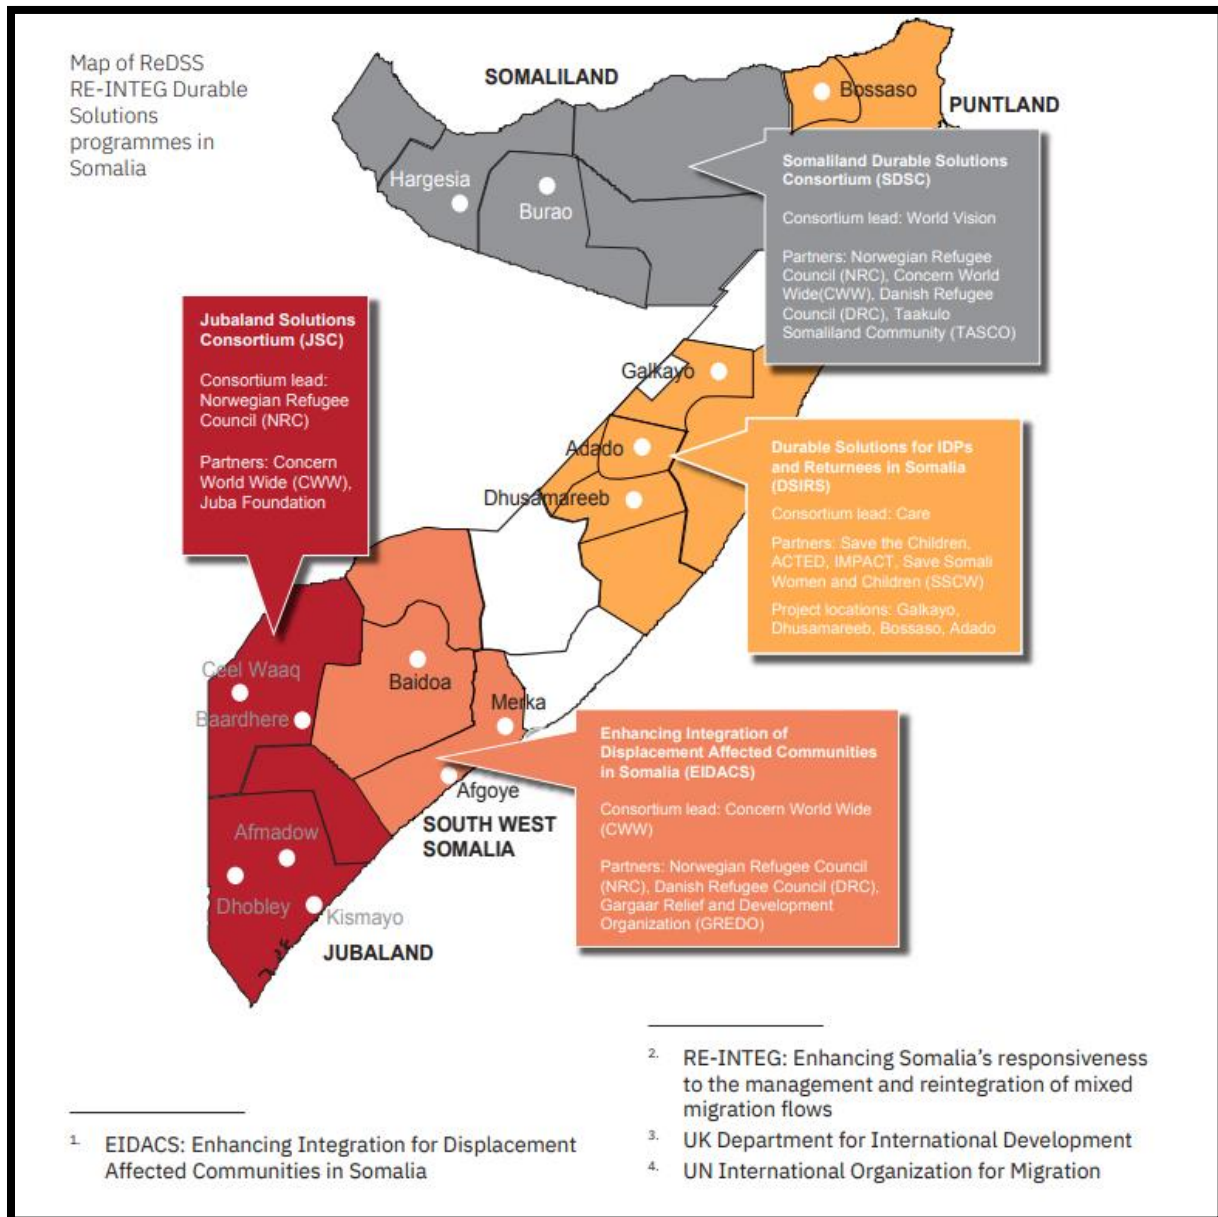 Map of ReDSS
RE-INTEG Durable
Solutions
programmes in
Somalia
SOMALILAND
Bossaso
PUNTLAND
Hargesia
Burao
Somaliland Durable Solutions
Consortium (SDSC)
Consortium lead: World Vision
Partners: Norwegian Refugee
Council (NRC), Concern World
Wide(CWW), Danish Refugee
Council (DRC), Taakulo
Somaliland Community (TASCO)
Jubaland Solutions
Consortium (JSC)
Consortium lead:
Norwegian Refugee
Council (NRC)
Partners: Concern
World Wide (CWW),
Juba Foundation
Galkayo
Adado
Dhusamareeb
Durable Solutions for IDPs
and Returnees in Somalia
(DSIRS)
Consortium lead: Care
Partners: Save the Children,
ACTED, IMPACT, Save Somali
Women and Children (SSCW)
Project locations: Galkayo,
Dhusamareeb, Bossaso, Adado
Ceel Waaq
Baardhere
Baidoa
Merka
Afgoye
SOUTH WEST
SOMALIA
Enhancing Integration of
Displacement Affected Communities
in Somalia (EIDACS)
Consortium lead: Concern World Wide
(CWW)
Partners: Norwegian Refugee Council
(NRC), Danish Refugee Council (DRC),
Gargaar Relief and Development
Organization (GREDO)
Afmadow
Dhobley
Kismayo
JUBALAND
1. EIDACS: Enhancing Integration for Displacement
Affected Communities in Somalia
2. RE-INTEG: Enhancing Somalia's responsiveness
to the management and reintegration of mixed
migration flows
3. UK Department for International Development
4. UN International Organization for Migration